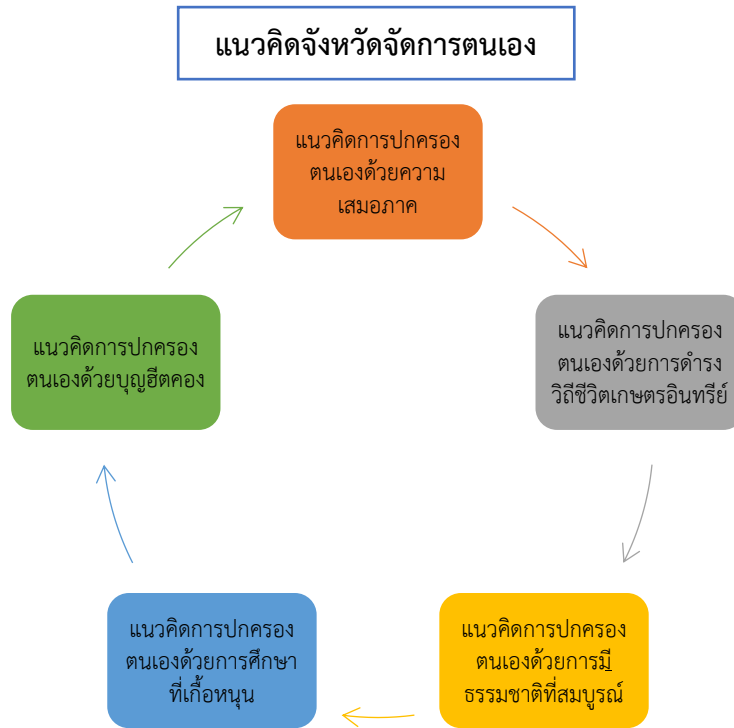 แนวคิดจังหวัดจัดการตนเอง
แนวคิดการปกครอง
ตนเองด้วยความ
เสมอภาค
แนวคิดการปกครอง
ตนเองด้วยการดำรง
วิถีชีวิตเกษตรอินทรีย์
แนวคิดการปกครอง
ตนเองด้วยการมี
ธรรมชาติที่สมบูรณ์
แนวคิดการปกครอง
ตนเองด้วยการศึกษา
ที่เกื้อหนุน
แนวคิดการปกครอง
ตนเองด้วยบุญฮีตคอง